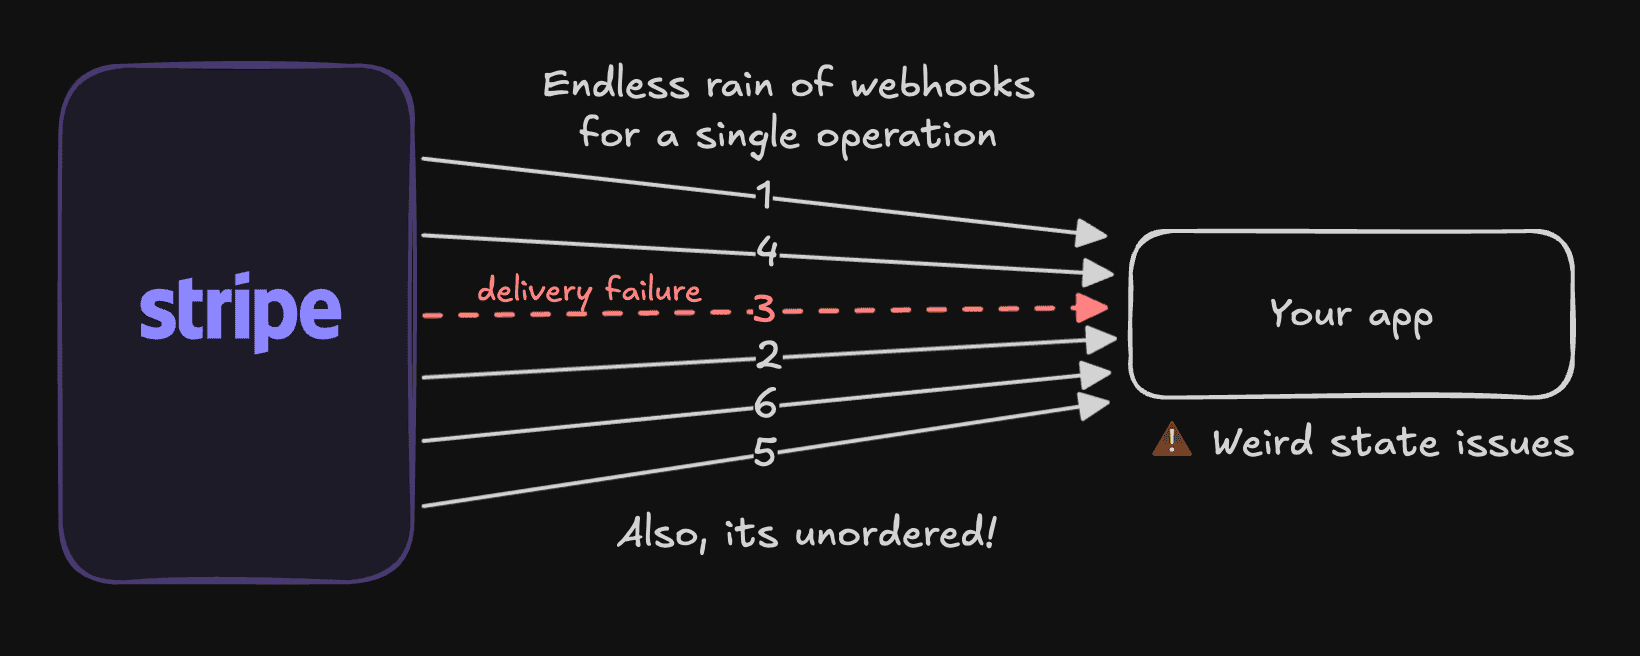 Endless rain of webhooks
for a single operation
1
4
delivery failure
3
2
6
5
stripe
Your app
Weird state issues
Also, its unordered!